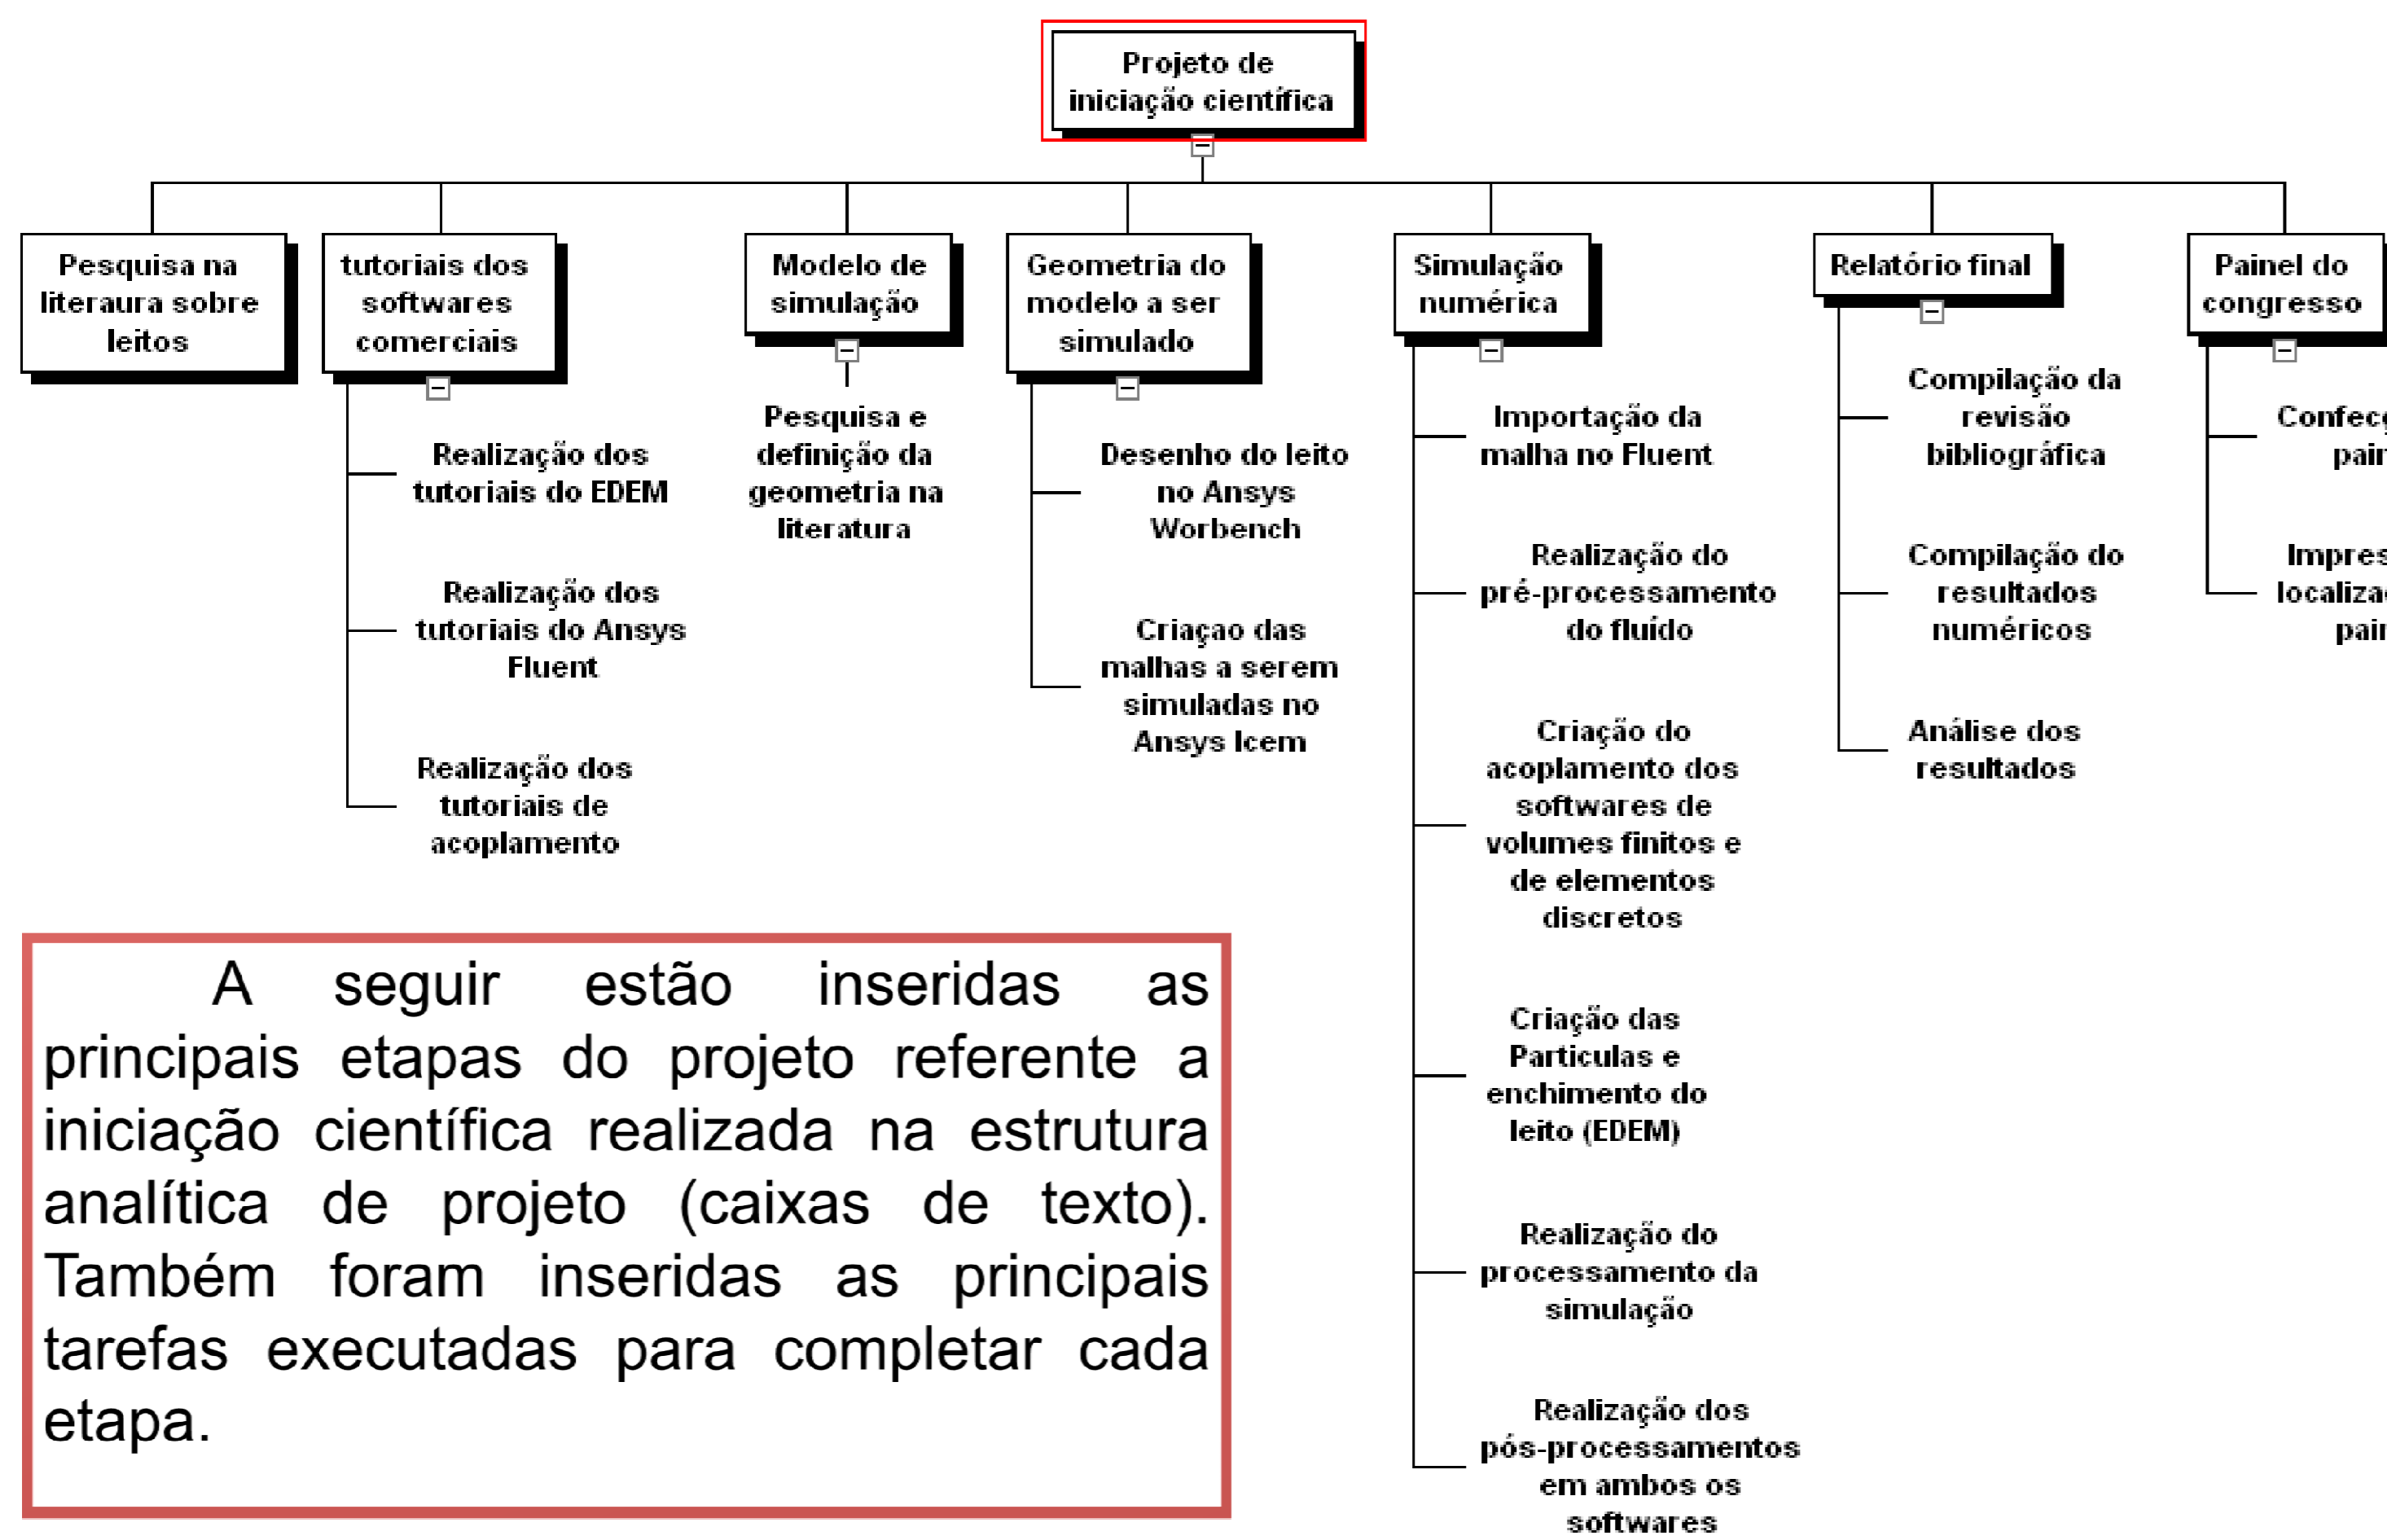 Projeto de
iniciação científica
Pesquisa na
literaura sobre
leitos
tutoriais dos
softwares
comerciais
Realização dos
tutoriais do EDEM
Realização dos
tutoriais do Ansys
Fluent
Realização dos
tutoriais de
acoplamento
Modelo de
simulação
Pesquisa e
definição da
geometria na
literatura
Geometria do
modelo a ser
simulado
Desenho do leito
no Ansys
Worbench
Criaçao das
malhas a serem
simuladas no
Ansys Icem
Simulação
numérica
Importação da
malha no Fluent
Realização do
pré-processamento
do fluído
Criação do
acoplamento dos
softwares de
volumes finitos e
de elementos
discretos
Criação das
Particulas e
enchimento do
leito (EDEM)
Realização do
processamento da
simulação
Realização dos
pós-processamentos
em ambos os
softwares
Relatório final
Compilação da
revisão
bibliográfica
Compilação do
resultados
numéricos
Análise dos
resultados
Painel do
congresso
A seguir estão inseridas as
principais etapas do projeto referente a
iniciação científica realizada na estrutura
analítica de projeto (caixas de texto).
Também foram inseridas as principais
tarefas executadas para completar cada
etapa.